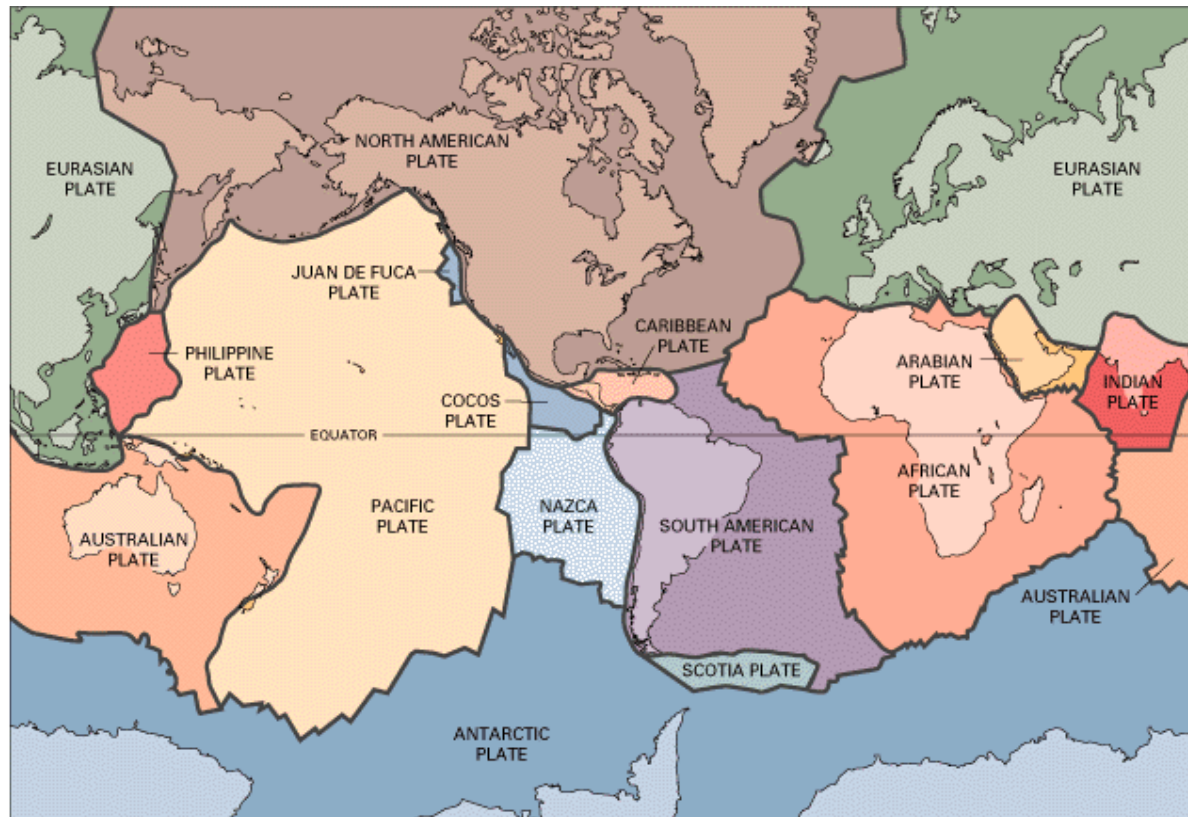 NORTH AMERICAN
PLATE
EURASIAN
PLATE
EURASIAN
PLATE
JUAN DE FUCA
PLATE
CARIBBEAN
PLATE
PHILIPPINE
PLATE
ARABIAN
PLATE
INDIAN
PLATE
COCOS
PLATE
EQUATOR
AFRICAN
PLATE
PACIFIC
PLATE
NAZCA
PLATE
SOUTH AMERICAN
PLATE
AUSTRALIAN
PLATE
AUSTRALIAN
PLATE
SCOTIA PLATE
ANTARCTIC
PLATE